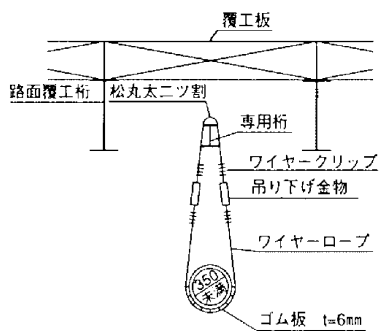 覆工板
路面覆工桁
松丸太二ツ割
専用桁
ワイヤークリップ
吊り下げ金物
ワイヤーロープ
350
未満
ゴム板 t=6mm